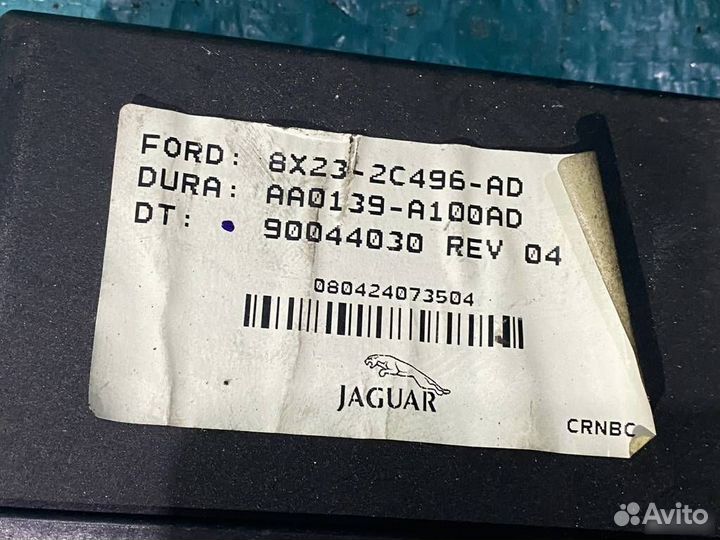 FORD: 8X23-2C496-AD
DURA: AA0139-A100AD
DT: 90044030 REV 04
080424073504
JAGUAR
CRNBC
Avito